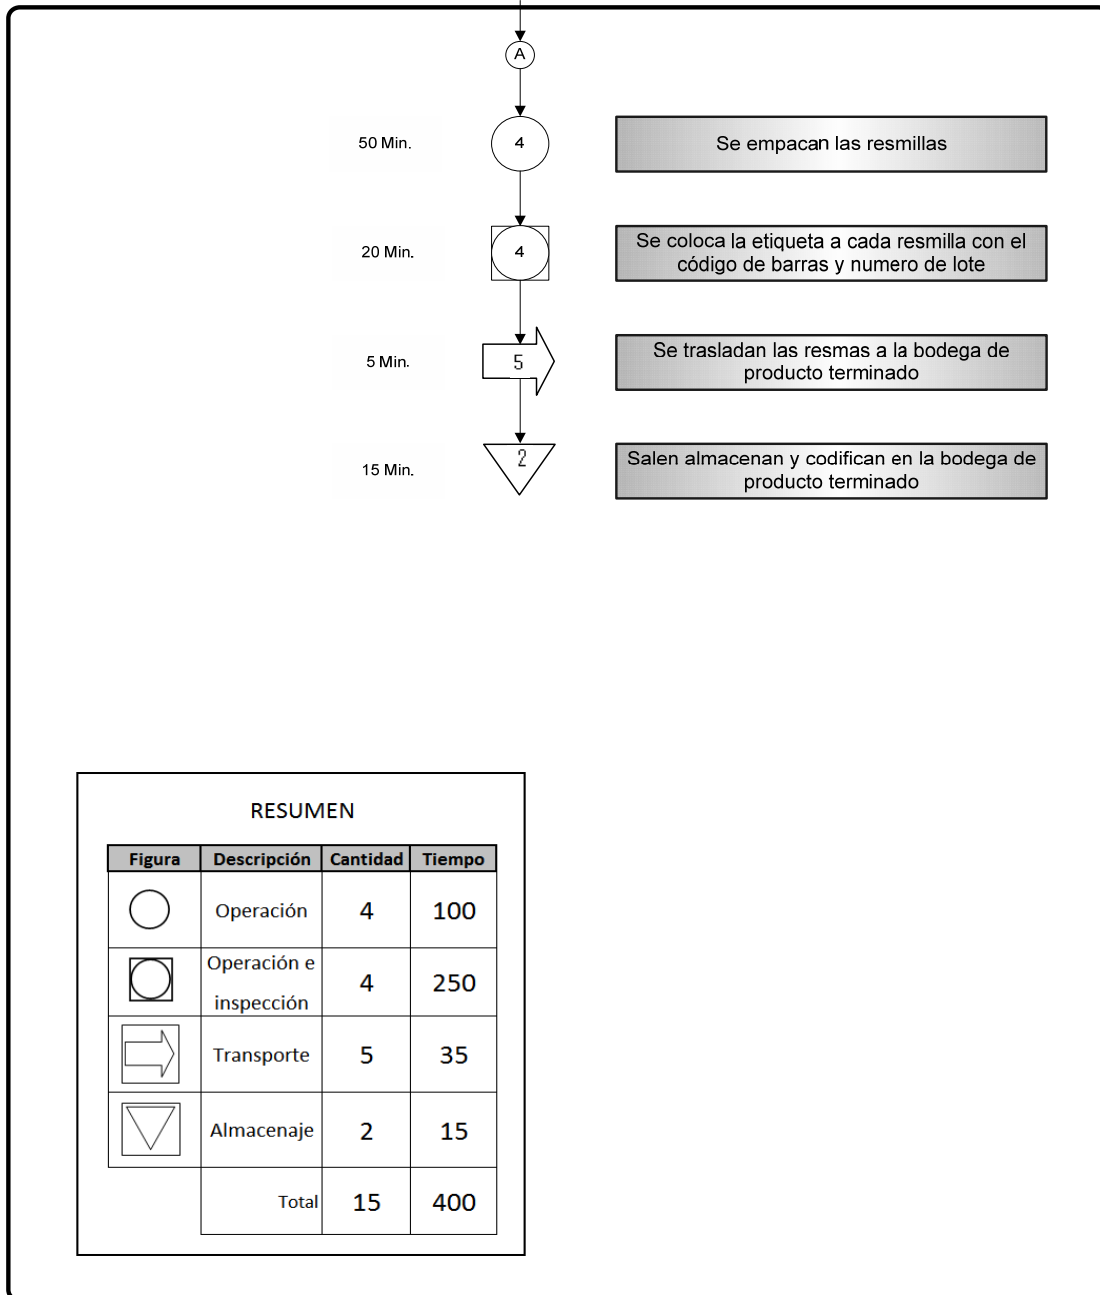 A
50 Min.
4
Se empacan las resmillas
20 Min.
4
Se coloca la etiqueta a cada resmilla con el
código de barras y numero de lote
5 Min.
5
Se trasladan las resmas a la bodega de
producto terminado
15 Min.
2
Salen almacenan y codifican en la bodega de
producto terminado
RESUMEN
Figura Descripción Cantidad Tiempo
Operación 4 100
Operación e
inspección 4 250
Transporte 5 35
Almacenaje 2 15
Total 15 400